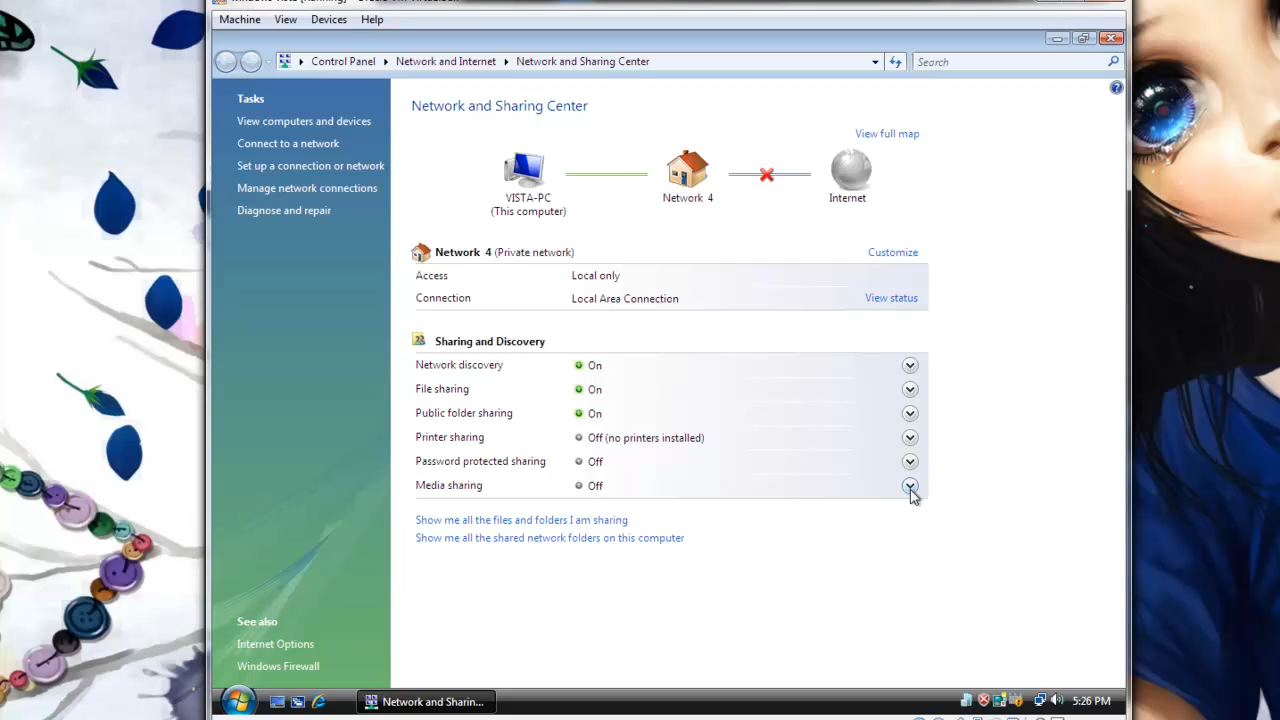 Machine View Devices Help
Control Panel Network and Internet Network and Sharing Center Search
Tasks
View computers and devices
Connect to a network
Set up a connection or network
Manage network connections
Diagnose and repair
Network and Sharing Center
View full map
VISTA-PC
(This computer)
Network 4
Internet
Network 4 (Private network) Customize
Access Local only
Connection Local Area Connection View status
Sharing and Discovery
Network discovery On
File sharing On
Public folder sharing On
Printer sharing Off (no printers installed)
Password protected sharing Off
Media sharing Off
Show me all the files and folders I am sharing
Show me all the shared network folders on this computer
See also
Internet Options
Windows Firewall
Network and Sharin... 5:26 PM